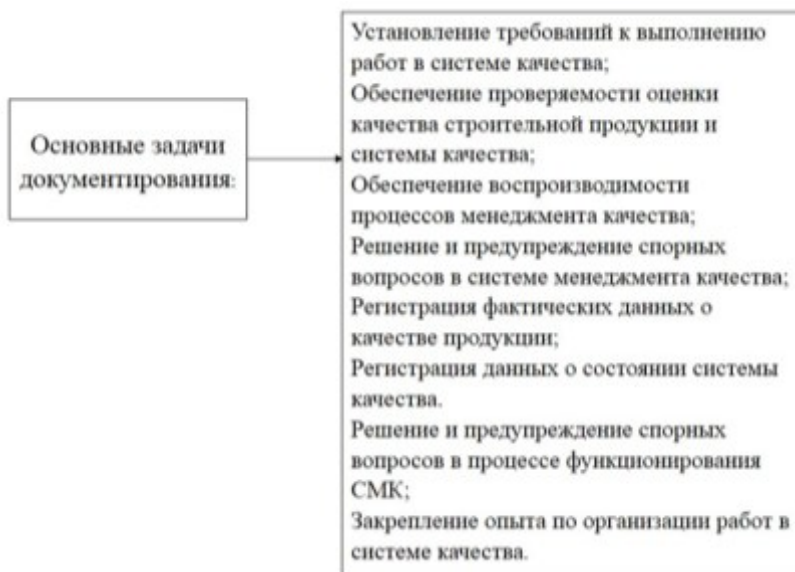 Основные задачи
документирования:
Установление требований к выполнению
работ в системе качества;
Обеспечение проверяемости оценки
качества строительной продукции и
системы качества;
Обеспечение воспроизводимости
процессов менеджмента качества;
Решение и предупреждение спорных
вопросов в системе менеджмента качества;
Регистрация фактических данных о
качестве продукции;
Регистрация данных о состоянии системы
качества.
Решение и предупреждение спорных
вопросов в процессе функционирования
СМК;
Закрепление опыта по организации работ в
системе качества.